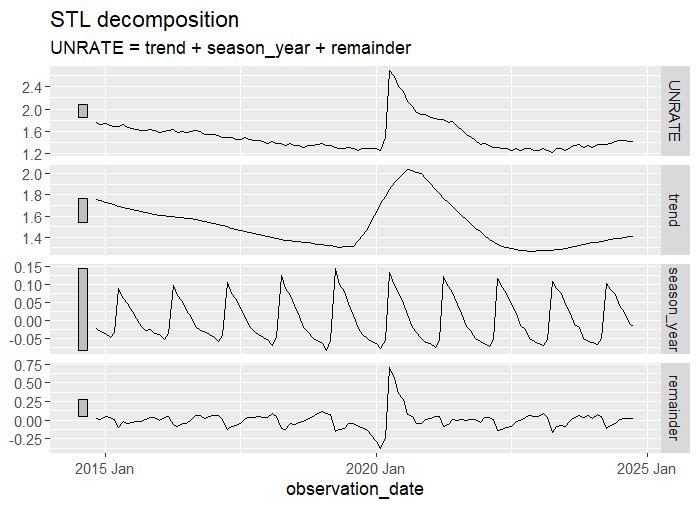 STL decomposition
UNRATE = trend + season_year + remainder
2.4
2.0
1.6
1.2
UNRATE
2.0
1.8
1.6
1.4
trend
0.15
0.10
0.05
0.00
-0.05
season_year
0.75
0.50
0.25
0.00
-0.25
remainder
2015 Jan 2020 Jan 2025 Jan
observation_date